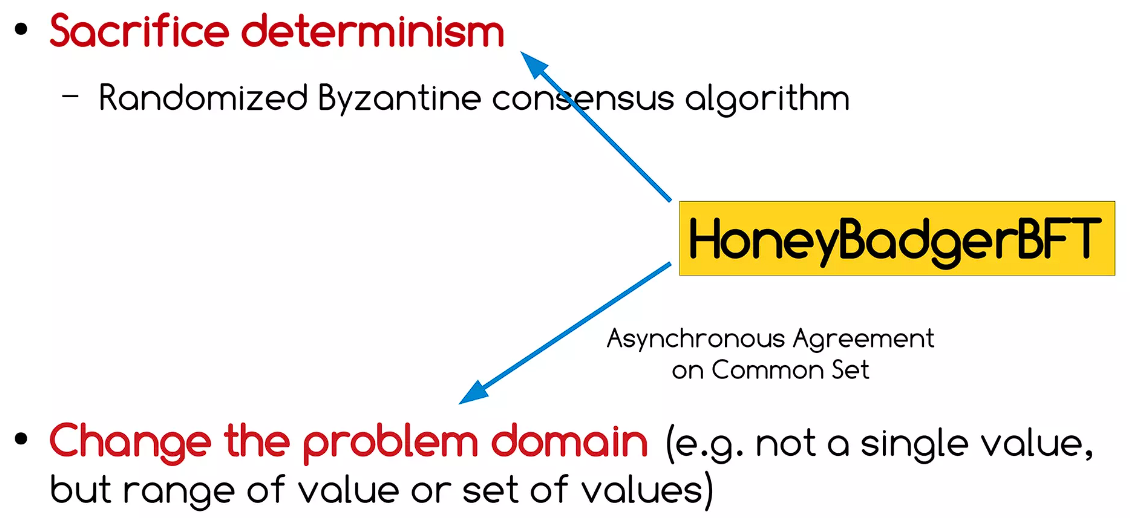 • Sacrifice determinism
– Randomized Byzantine consensus algorithm
HoneyBadgerBFT
Asynchronous Agreement
on Common Set
• Change the problem domain (e.g. not a single value,
but range of value or set of values)